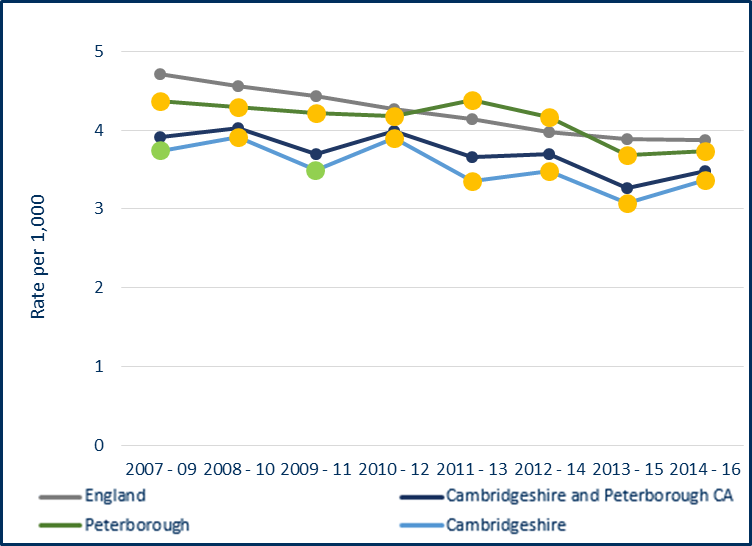 5
4
3
2
1
0
Rate per 1,000
2007 - 09 2008 - 10 2009 - 11 2010 - 12 2011 - 13 2012 - 14 2013 - 15 2014 - 16
England Cambridgeshire and Peterborough CA
Peterborough Cambridgeshire